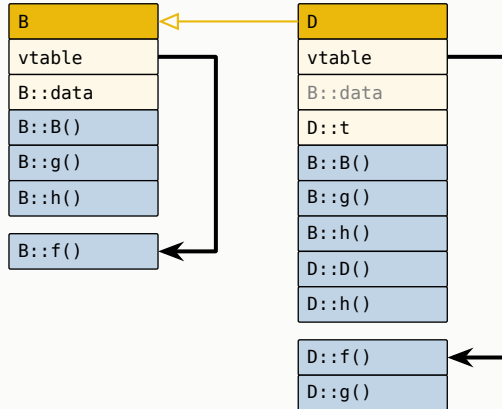 B
vtable
B::data
B::B()
B::g()
B::h()
B::f()
D
vtable
B::data
D::t
B::B()
B::g()
B::h()
D::D()
D::h()
D::f()
D::g()